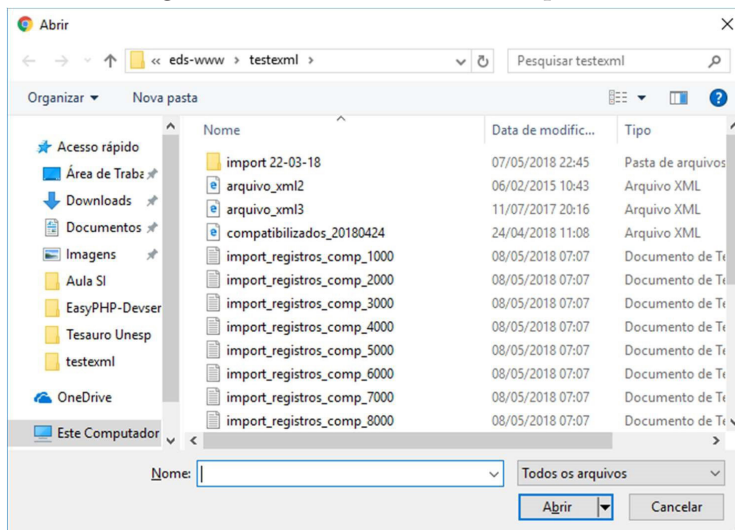 Abrir
« eds-www > testexml >
Pesquisar testexml
Organizar
Nova pasta
Acesso rápido
Área de Traba
Downloads
Documentos
Imagens
Aula SI
EasyPHP-Devser
Tesauro Unesp
testexml
OneDrive
Este Computador
Nome Data de modific... Tipo
import 22-03-18 07/05/2018 22:45 Pasta de arquivos
arquivo_xml2 06/02/2015 10:43 Arquivo XML
arquivo_xml3 11/07/2017 20:16 Arquivo XML
compatibilizados_20180424 24/04/2018 11:08 Arquivo XML
import_registros_comp_1000 08/05/2018 07:07 Documento de Te
import_registros_comp_2000 08/05/2018 07:07 Documento de Te
import_registros_comp_3000 08/05/2018 07:07 Documento de Te
import_registros_comp_4000 08/05/2018 07:07 Documento de Te
import_registros_comp_5000 08/05/2018 07:07 Documento de Te
import_registros_comp_6000 08/05/2018 07:07 Documento de Te
import_registros_comp_7000 08/05/2018 07:07 Documento de Te
import_registros_comp_8000 08/05/2018 07:07 Documento de Te
Nome:
Todos os arquivos
Abrir
Cancelar